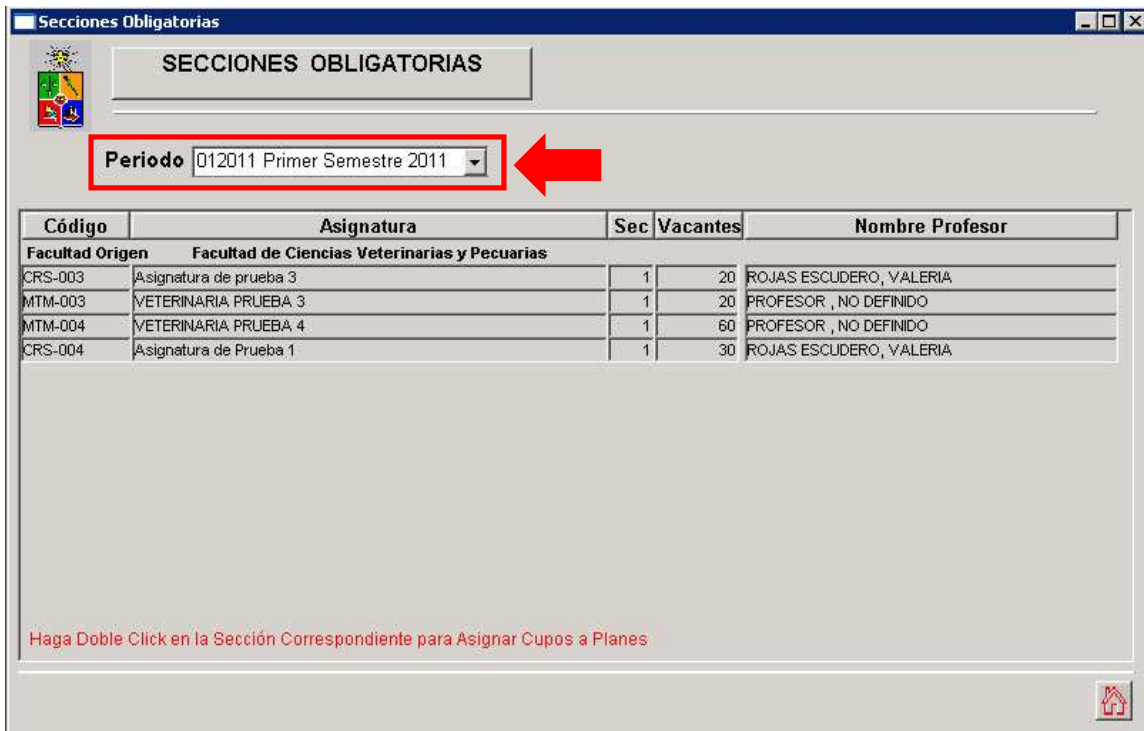 Secciones Obligatorias
SECCIONES OBLIGATORIAS
Periodo 012011 Primer Semestre 2011
Código Asignatura Sec Vacantes Nombre Profesor
Facultad Origen Facultad de Ciencias Veterinarias y Pecuarias
CRS-003 Asignatura de prueba 3 1 20 ROJAS ESCUDERO, VALERIA
MTM-003 VETERINARIA PRUEBA 3 1 20 PROFESOR , NO DEFINIDO
MTM-004 VETERINARIA PRUEBA 4 1 60 PROFESOR , NO DEFINIDO
CRS-004 Asignatura de Prueba 1 1 30 ROJAS ESCUDERO, VALERIA
Haga Doble Click en la Sección Correspondiente para Asignar Cupos a Planes